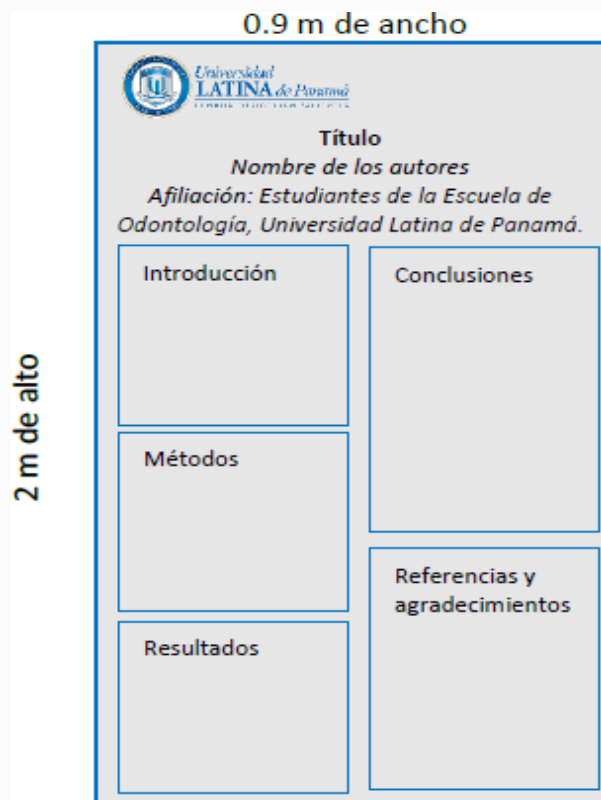 0.9 m de ancho
Universidad
LATINA de Panamá
Título
Nombre de los autores
Afiliación: Estudiantes de la Escuela de
Odontología, Universidad Latina de Panamá.
Introducción
Métodos
Resultados
Conclusiones
Referencias y
agradecimientos
2 m de alto